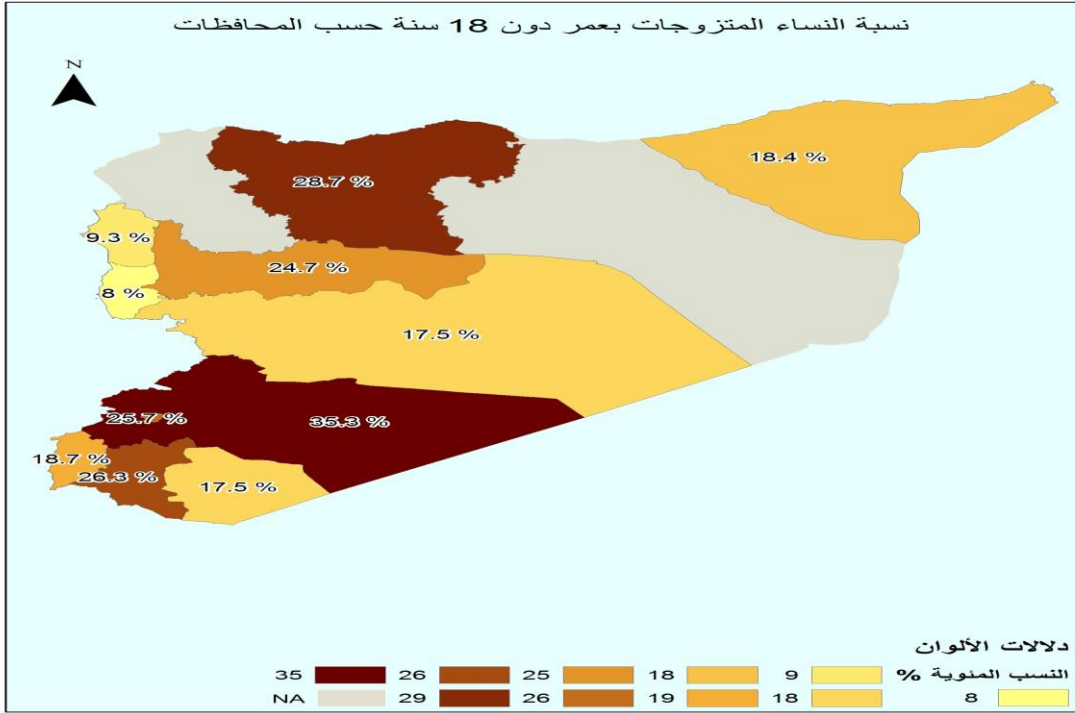 نسبة النساء المتزوجات بعمر دون 18 سنة حسب المحافظات
N
18.4 %
28.7 %
9.3 %
24.7 %
8 %
17.5 %
25.7 %
35.3 %
18.7 %
26.3 %
17.5 %
دلالات الألوان
النسب المئوية % 9 18 25 26 35
8 18 19 26 29 NA